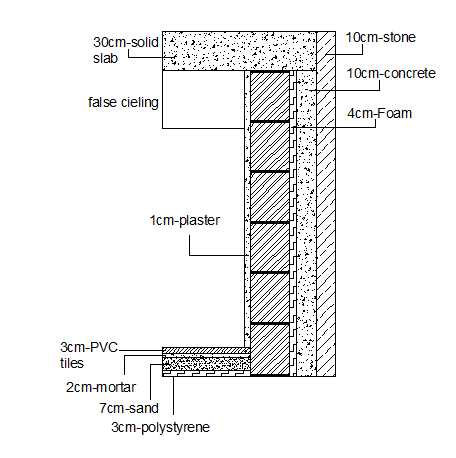 30cm-solid
slab
10cm-stone
10cm-concrete
false cieling
4cm-Foam
1cm-plaster
3cm-PVC
tiles
2cm-mortar
7cm-sand
3cm-polystyrene